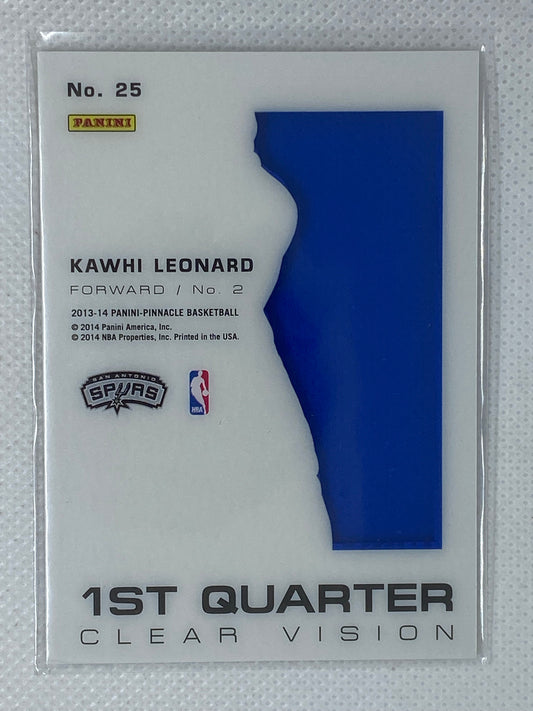 No. 25
PANINI
KAWHI LEONARD
FORWARD / No. 2
2013-14 PANINI-PINNACLE BASKETBALL
© 2014 Panini America, Inc.
© 2014 NBA Properties, Inc. Printed in the USA.
SAN ANTONIO
SPURS
NBA
1ST QUARTER
CLEAR VISION